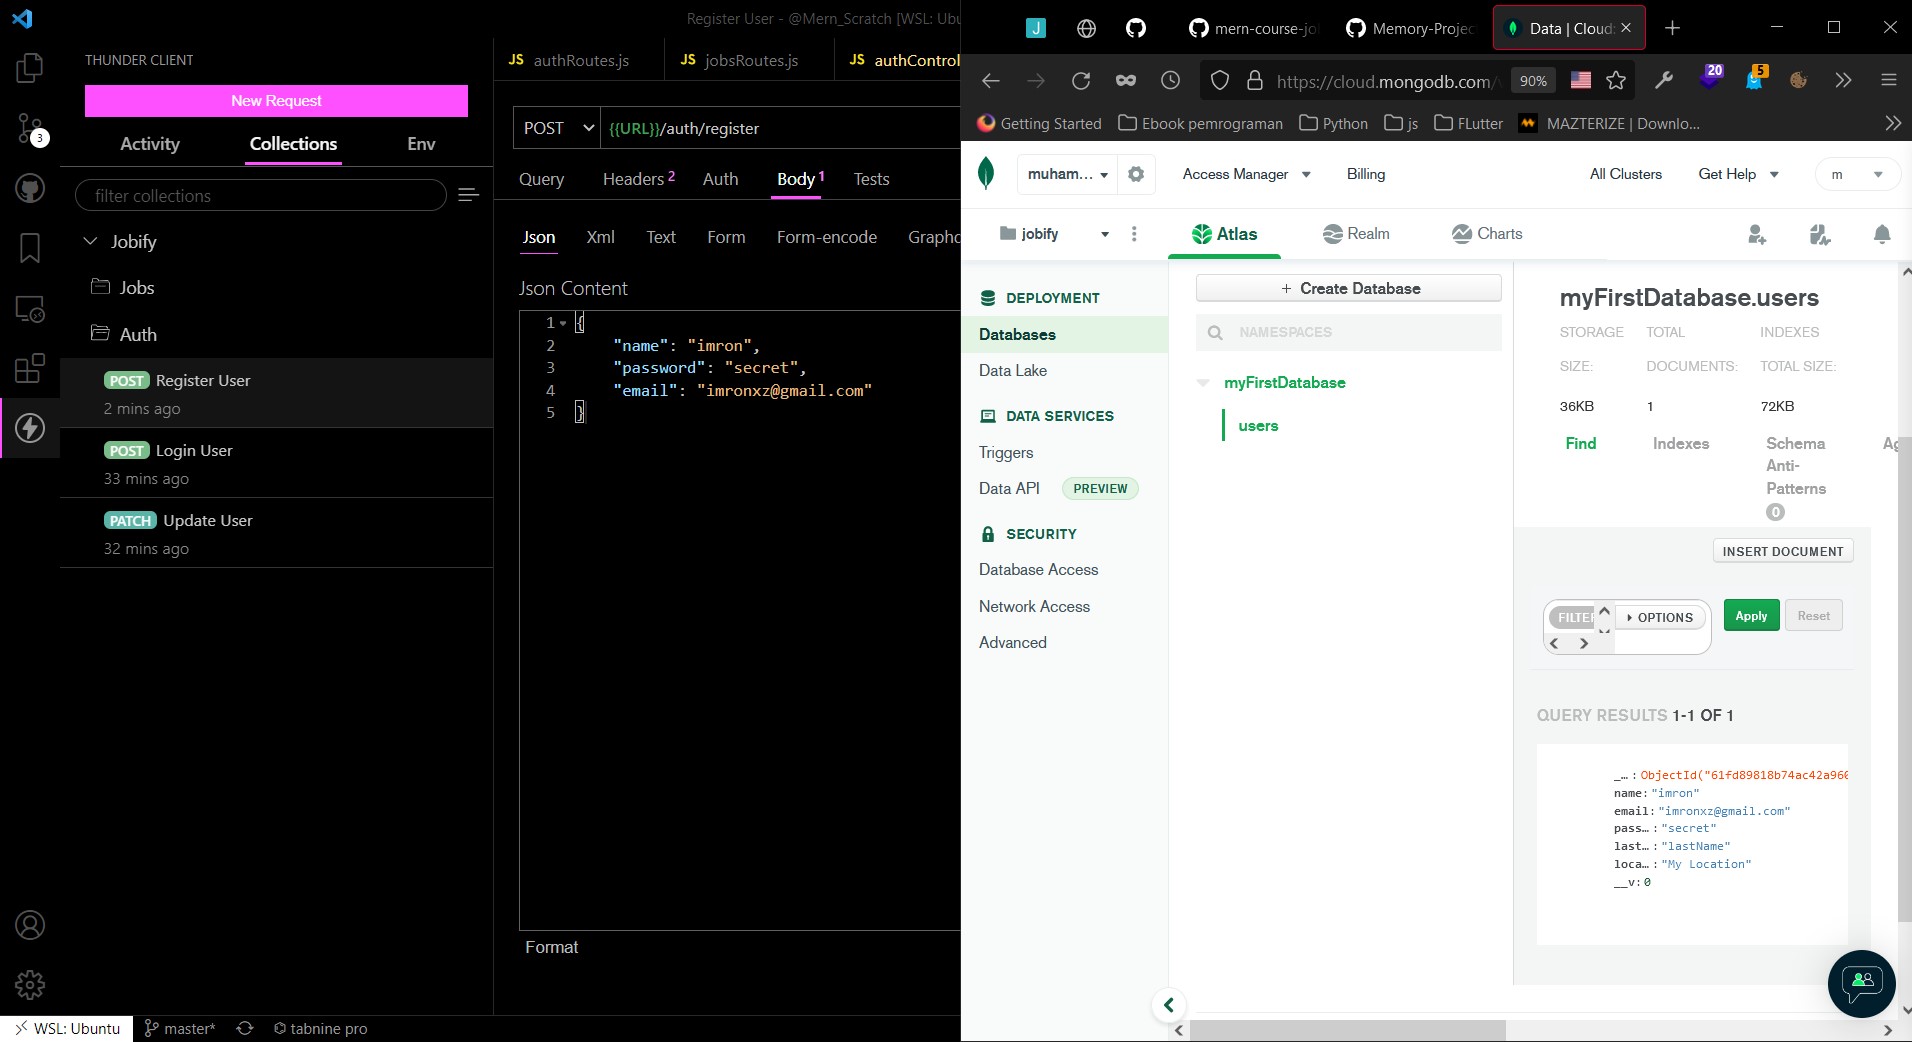 Register User - @Mern_Scratch [WSL: Ubu
THUNDER CLIENT
New Request
Activity
Collections
Env
filter collections
Jobify
Jobs
Auth
POST Register User
2 mins ago
POST Login User
33 mins ago
PATCH Update User
32 mins ago
3
JS authRoutes.js
JS jobsRoutes.js
JS authControl
POST
{{URL}}/auth/register
Query
Headers 2
Auth
Body 1
Tests
Json
Xml
Text
Form
Form-encode
Graphq
Json Content
1 {
2 "name": "imron",
3 "password": "secret",
4 "email": "imronxz@gmail.com"
5 }
Format
WSL: Ubuntu
master*
tabnine pro
J
mern-course-jo
Memory-Projec
Data | Cloud:
https://cloud.mongodb.com/
90%
20
5
Getting Started
Ebook pemrograman
Python
js
FLutter
MAZTERIZE | Downlo...
muham...
Access Manager
Billing
All Clusters
Get Help
m
jobify
Atlas
Realm
Charts
DEPLOYMENT
Databases
Data Lake
DATA SERVICES
Triggers
Data API
PREVIEW
SECURITY
Database Access
Network Access
Advanced
+ Create Database
NAMESPACES
myFirstDatabase
users
myFirstDatabase.users
STORAGE SIZE: 36KB
TOTAL DOCUMENTS: 1
INDEXES TOTAL SIZE: 72KB
Find
Indexes
Schema
Anti-
Patterns
0
Ag
INSERT DOCUMENT
FILTER
OPTIONS
Apply
Reset
QUERY RESULTS 1-1 OF 1
_… : ObjectId("61fd89818b74ac42a960
name: "imron"
email: "imronxz@gmail.com"
pass… : "secret"
last… : "lastName"
loca… : "My Location"
__v: 0